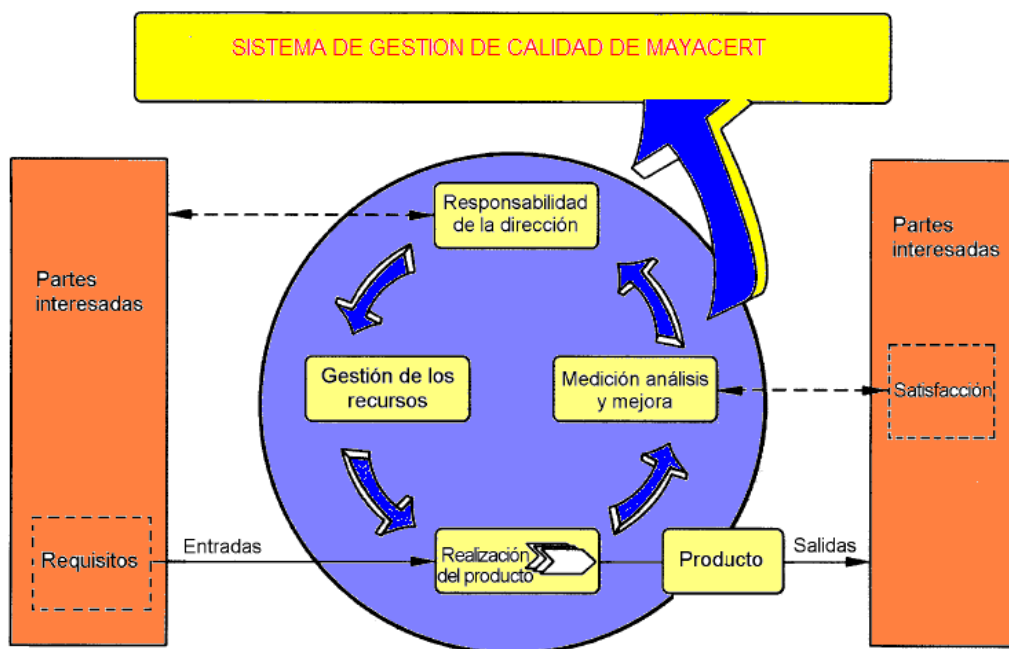 SISTEMA DE GESTION DE CALIDAD DE MAYACERT
Responsabilidad
de la dirección
Partes
interesadas
Partes
interesadas
Gestión de los
recursos
Medición análisis
y mejora
Satisfacción
Requisitos
Entradas
Realización
del producto
Producto
Salidas